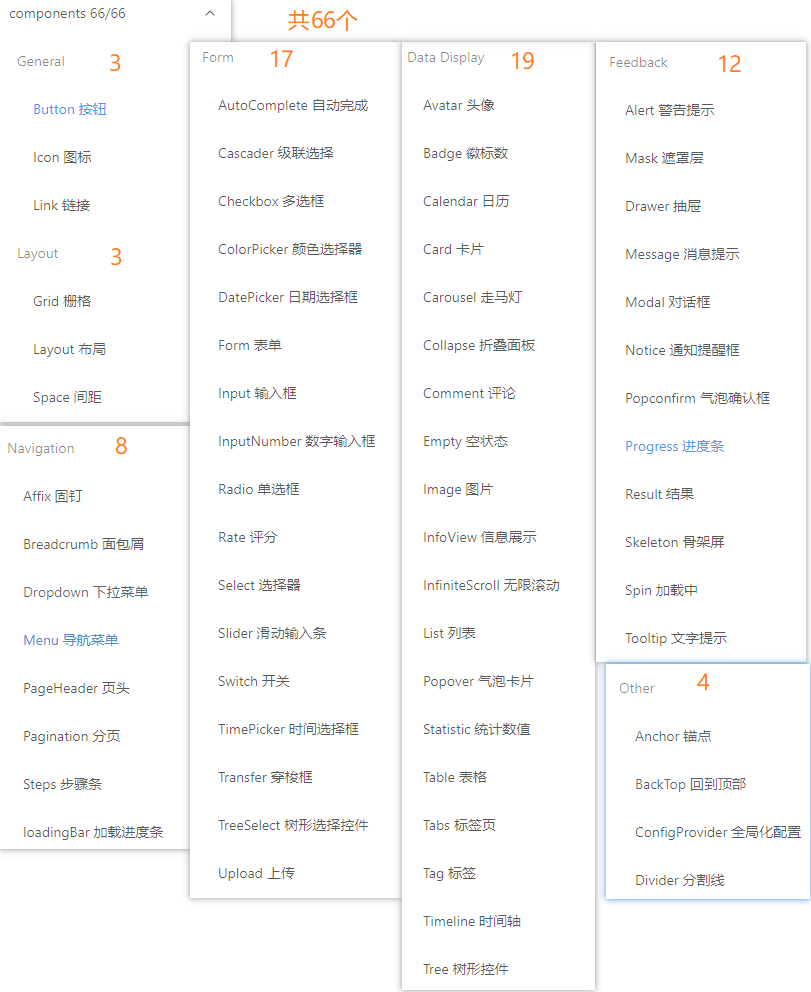 components 66/66
共66个
General 3
Button 按钮
Icon 图标
Link 链接
Layout 3
Grid 栅格
Layout 布局
Space 间距
Navigation 8
Affix 固钉
Breadcrumb 面包屑
Dropdown 下拉菜单
Menu 导航菜单
PageHeader 页头
Pagination 分页
Steps 步骤条
loadingBar 加载进度条
Form 17
AutoComplete 自动完成
Cascader 级联选择
Checkbox 多选框
ColorPicker 颜色选择器
DatePicker 日期选择框
Form 表单
Input 输入框
InputNumber 数字输入框
Radio 单选框
Rate 评分
Select 选择器
Slider 滑动输入条
Switch 开关
TimePicker 时间选择框
Transfer 穿梭框
TreeSelect 树形选择控件
Upload 上传
Data Display 19
Avatar 头像
Badge 徽标数
Calendar 日历
Card 卡片
Carousel 走马灯
Collapse 折叠面板
Comment 评论
Empty 空状态
Image 图片
InfoView 信息展示
InfiniteScroll 无限滚动
List 列表
Popover 气泡卡片
Statistic 统计数值
Table 表格
Tabs 标签页
Tag 标签
Timeline 时间轴
Tree 树形控件
Feedback 12
Alert 警告提示
Mask 遮罩层
Drawer 抽屉
Message 消息提示
Modal 对话框
Notice 通知提醒框
Popconfirm 气泡确认框
Progress 进度条
Result 结果
Skeleton 骨架屏
Spin 加载中
Tooltip 文字提示
Other 4
Anchor 锚点
BackTop 回到顶部
ConfigProvider 全局化配置
Divider 分割线